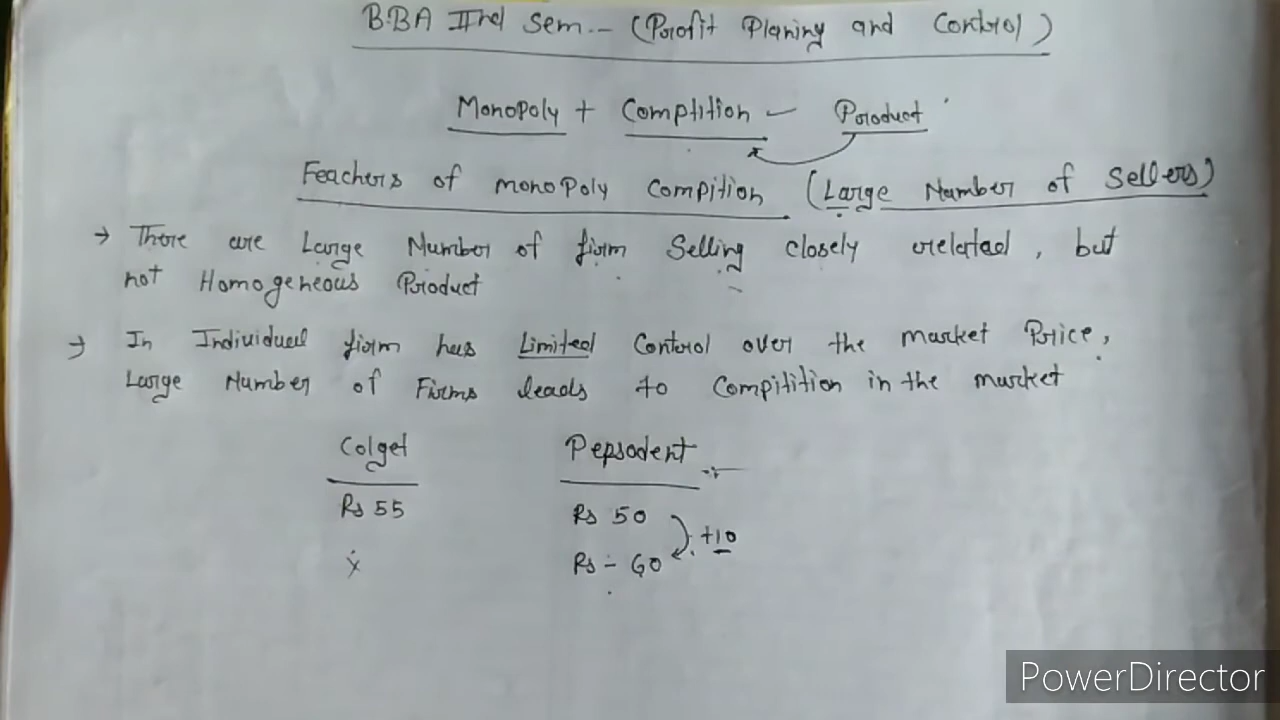 B.BA IInd Sem.- (Profit Planing and Control)
Monopoly + Comptition - Product
Feachers of monopoly Compition (Large Number of Sellers)
→ There are Large Number of firm Selling closely related, but
not Homogeneous Product
→ In Individual firm has Limited Control over the market Price,
Large Number of Firms leads to Compitition in the market
Colget Pepsodent
Rs 55 Rs 50 +10
x Rs - 60
PowerDirector